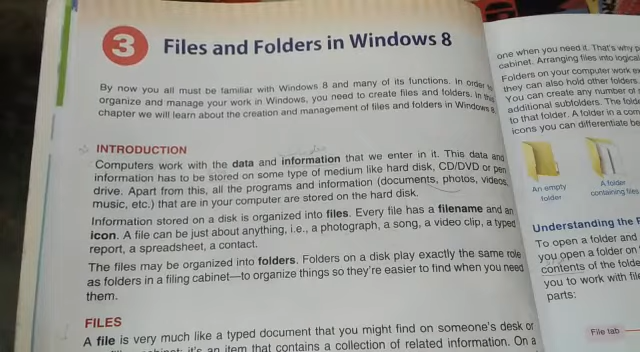 3
Files and Folders in Windows 8
By now you all must be familiar with Windows 8 and many of its functions. In order to
organize and manage your work in Windows, you need to create files and folders. In this
chapter we will learn about the creation and management of files and folders in Windows 8.
INTRODUCTION
Computers work with the data and information that we enter in it. This data and
information has to be stored on some type of medium like hard disk, CD/DVD or pen
drive. Apart from this, all the programs and information (documents, photos, videos,
music, etc.) that are in your computer are stored on the hard disk.
Information stored on a disk is organized into files. Every file has a filename and an
icon. A file can be just about anything, i.e., a photograph, a song, a video clip, a typed
report, a spreadsheet, a contact.
The files may be organized into folders. Folders on a disk play exactly the same role
as folders in a filing cabinet—to organize things so they're easier to find when you need
them.
FILES
A file is very much like a typed document that you might find on someone's desk or
it's an item that contains a collection of related information. On a
one when you need it. That's why
cabinet. Arranging files into
Folders on your computer work
they can also hold other folders.
You can create any number of
additional subfolders. The
to that folder. A folder in a
icons you can differentiate
An empty
folder
A folder
containing files
Understanding the
To open a folder and
you open a folder on
contents of the
you to work with
parts:
File tab